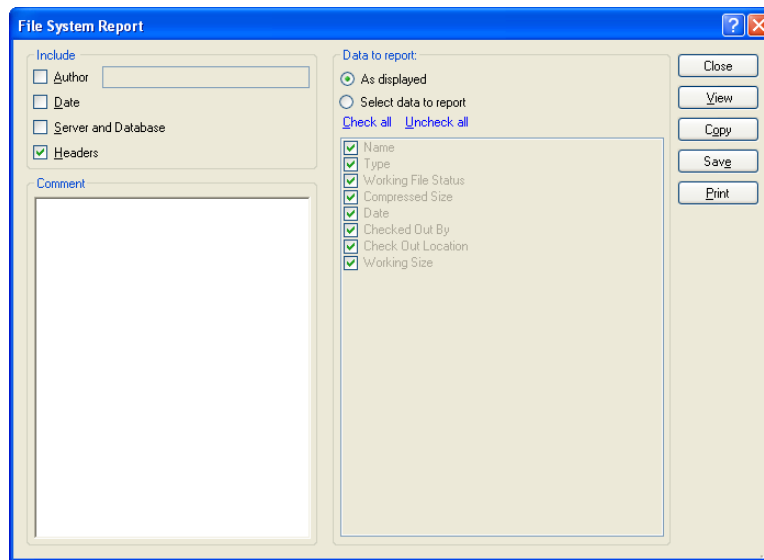 File System Report
Include
Author
Date
Server and Database
Headers
Comment
Data to report:
As displayed
Select data to report
Check all Uncheck all
Name
Type
Working File Status
Compressed Size
Date
Checked Out By
Check Out Location
Working Size
Close
View
Copy
Save
Print